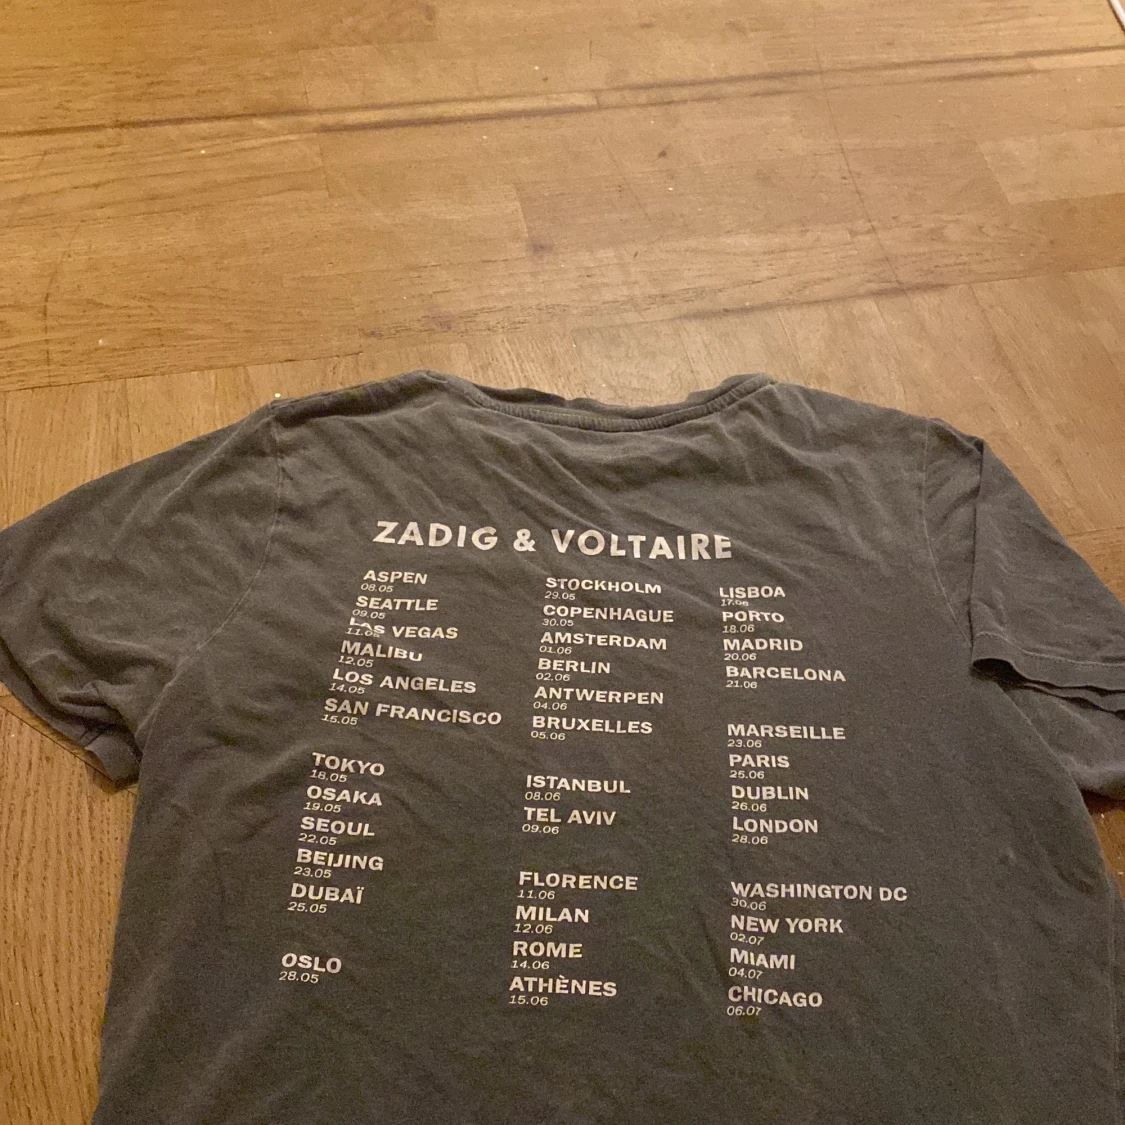 ZADIG & VOLTAIRE
ASPEN
08.05
SEATTLE
09.05
LAS VEGAS
11.05
MALIBU
12.05
LOS ANGELES
14.05
SAN FRANCISCO
15.05
TOKYO
18.05
OSAKA
19.05
SEOUL
22.05
BEIJING
23.05
DUBAÏ
25.05
OSLO
28.05
STOCKHOLM
29.05
COPENHAGUE
30.05
AMSTERDAM
01.06
BERLIN
02.06
ANTWERPEN
04.06
BRUXELLES
05.06
ISTANBUL
08.06
TEL AVIV
09.06
FLORENCE
11.06
MILAN
12.06
ROME
14.06
ATHÈNES
15.06
LISBOA
17.06
PORTO
18.06
MADRID
20.06
BARCELONA
21.06
MARSEILLE
23.06
PARIS
25.06
DUBLIN
26.06
LONDON
28.06
WASHINGTON DC
30.06
NEW YORK
02.07
MIAMI
04.07
CHICAGO
06.07